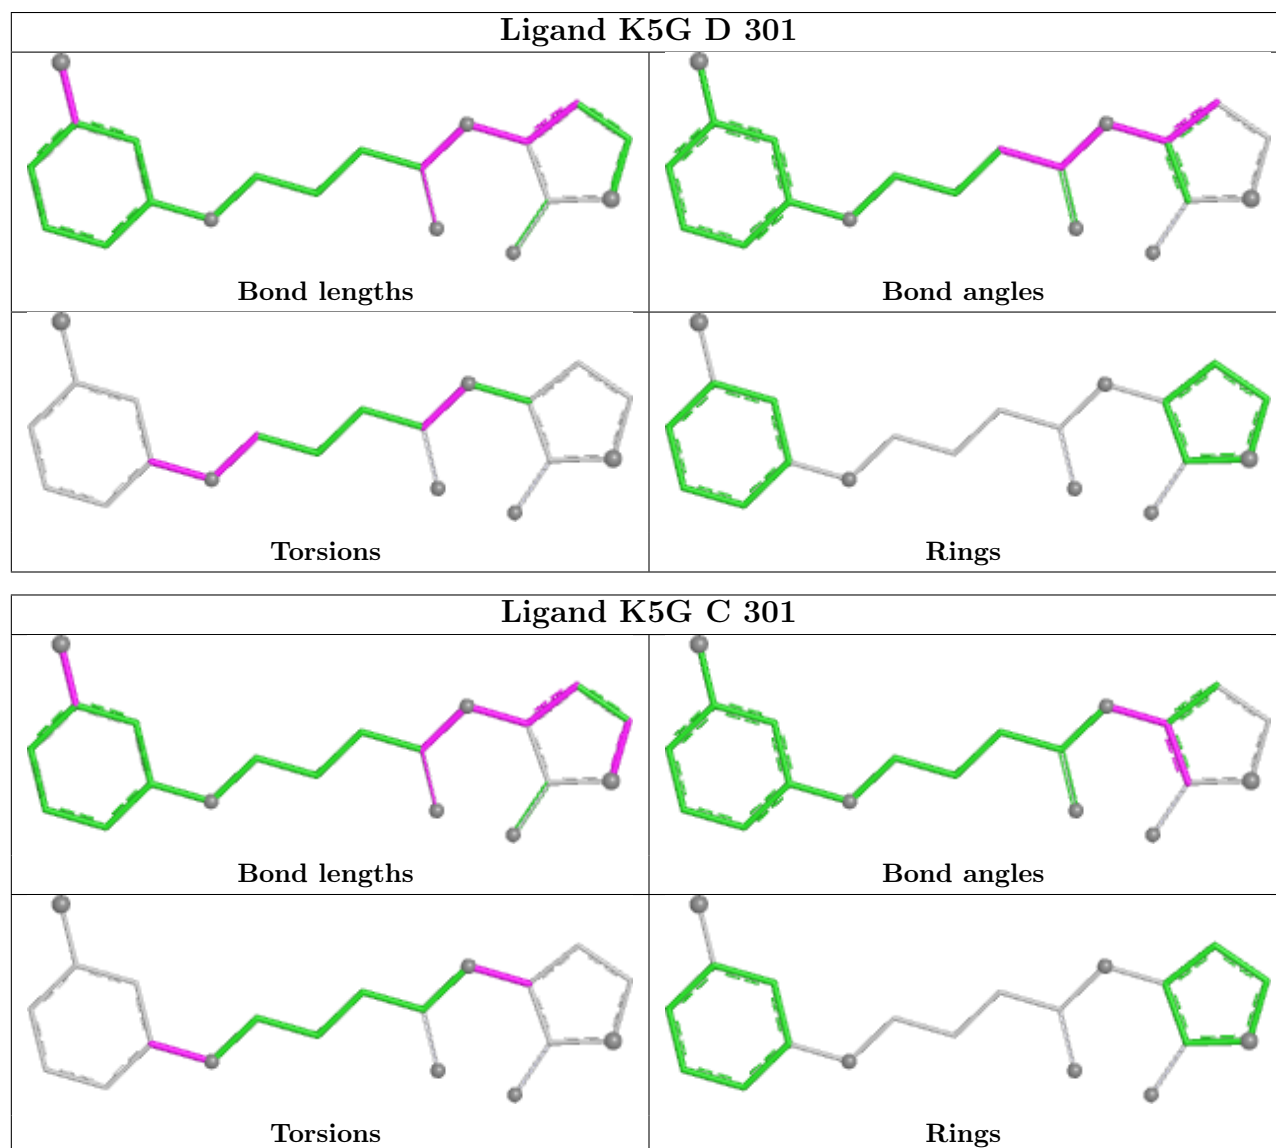 Ligand K5G D 301
Bond lengths
Bond angles
Torsions
Rings
Ligand K5G C 301
Bond lengths
Bond angles
Torsions
Rings